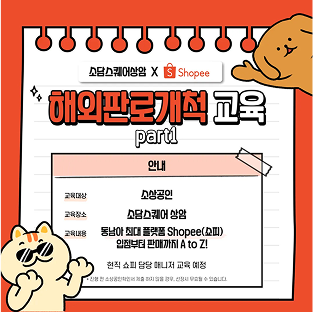 소담스퀘어상암 X Shopee
해외판로개척 교육
part1
안내
교육대상 소상공인
교육장소 소담스퀘어 상암
교육내용 동남아 최대 플랫폼 Shopee(쇼피)
입점부터 판매까지 A to Z!
현직 쇼피 담당 매니저 교육 예정